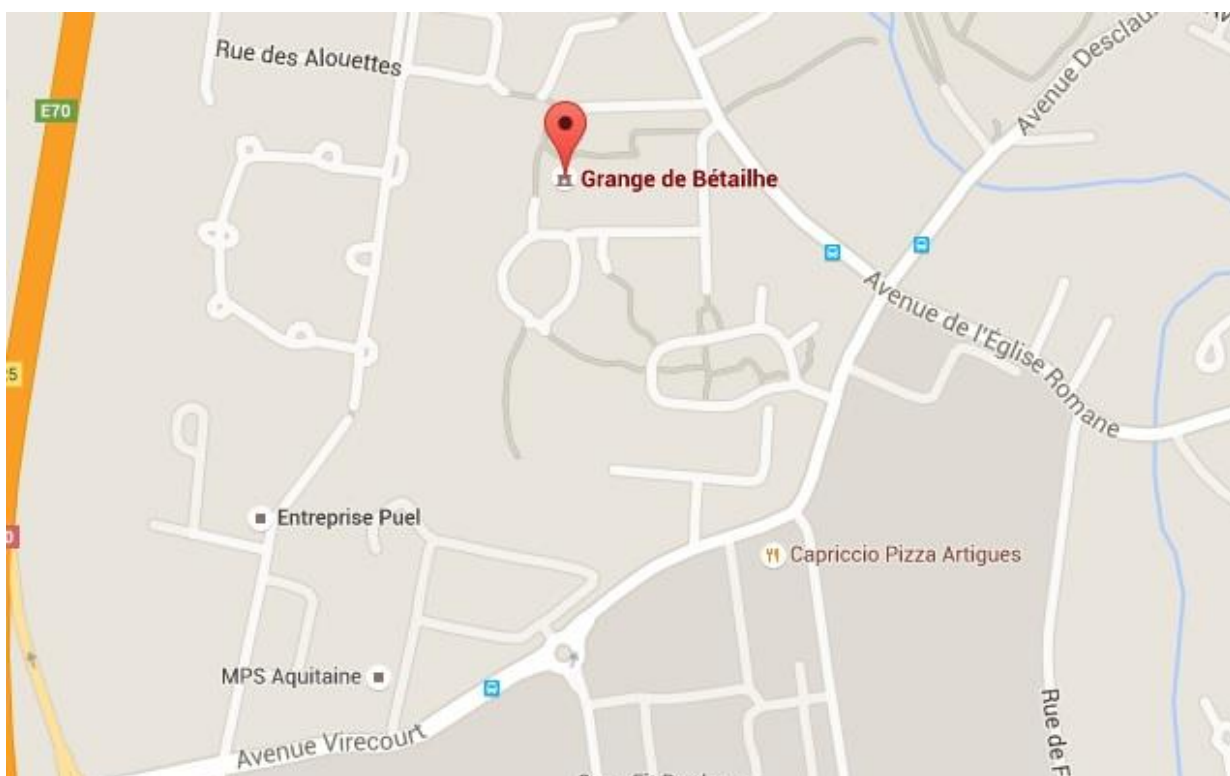 Rue des Alouettes
E70
Avenue Desclau
Grange de Bétailhe
Avenue de l'Église Romane
Entreprise Puel
Capriccio Pizza Artigues
MPS Aquitaine
Avenue Virecourt
Rue de F